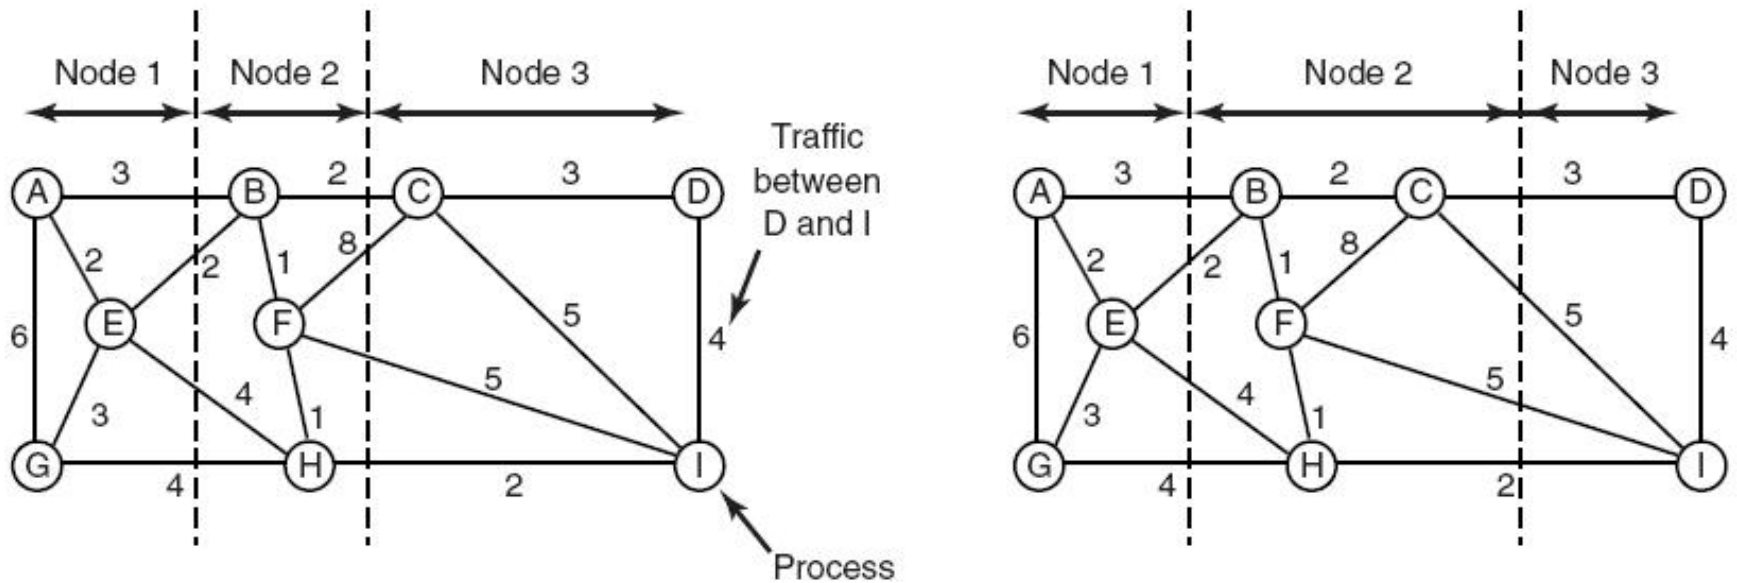 Node 1 Node 2 Node 3
Traffic
between
D and I
A 3 B 2 C 3 D
2 2 1 8
E F 5
6 4
3 4 1 5
G 4 H 2 I
Process
Node 1 Node 2 Node 3
A 3 B 2 C 3 D
2 2 1 8
E F 5
6 4
3 4 1 5
G 4 H 2 I